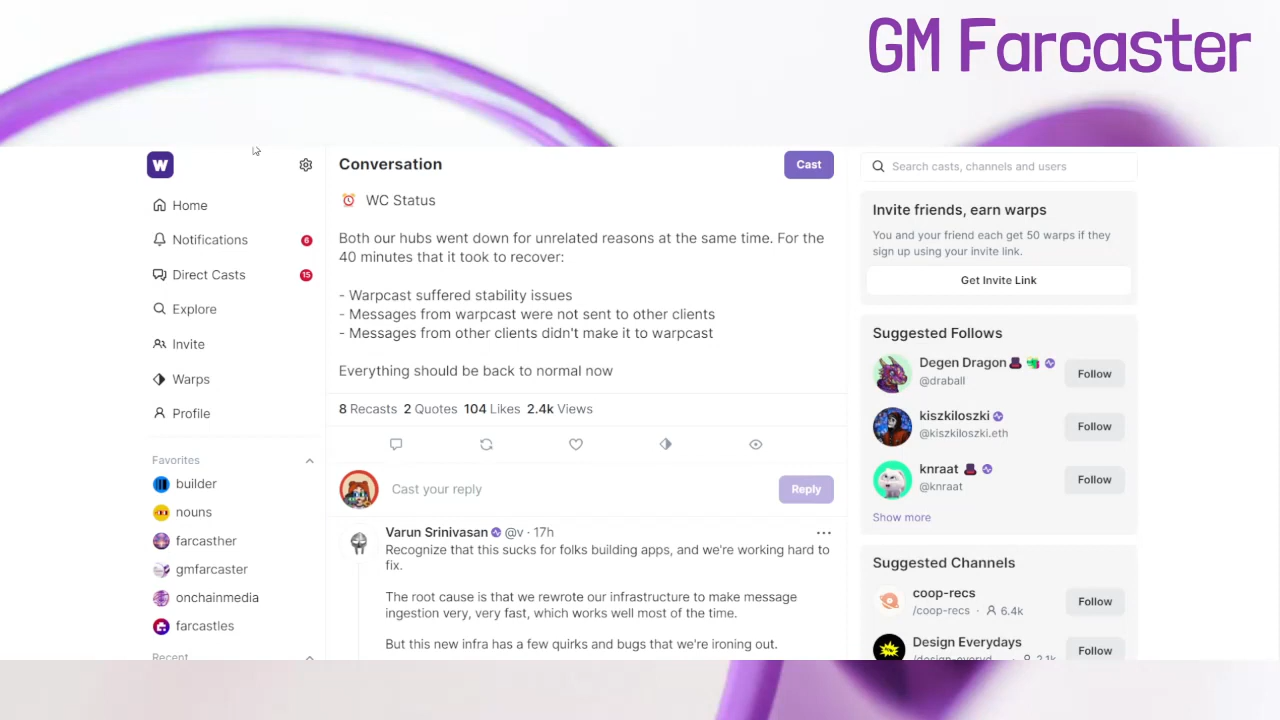 GM Farcaster
W
Home
Notifications 6
Direct Casts 15
Explore
Invite
Warps
Profile
Favorites
builder
nouns
farcasther
gmfarcaster
onchainmedia
farcastles
Recent
Conversation
Cast
WC Status
Both our hubs went down for unrelated reasons at the same time. For the
40 minutes that it took to recover:
- Warpcast suffered stability issues
- Messages from warpcast were not sent to other clients
- Messages from other clients didn't make it to warpcast
Everything should be back to normal now
8 Recasts 2 Quotes 104 Likes 2.4k Views
Cast your reply
Reply
Varun Srinivasan @v · 17h
Recognize that this sucks for folks building apps, and we're working hard to
fix.
The root cause is that we rewrote our infrastructure to make message
ingestion very, very fast, which works well most of the time.
But this new infra has a few quirks and bugs that we're ironing out.
Search casts, channels and users
Invite friends, earn warps
You and your friend each get 50 warps if they
sign up using your invite link.
Get Invite Link
Suggested Follows
Degen Dragon
@draball
Follow
kiszkiloszki
@kiszkiloszki.eth
Follow
knraat
@knraat
Follow
Show more
Suggested Channels
coop-recs
/coop-recs · 6.4k
Follow
Design Everydays
/design-everyd... · 2.1k
Follow